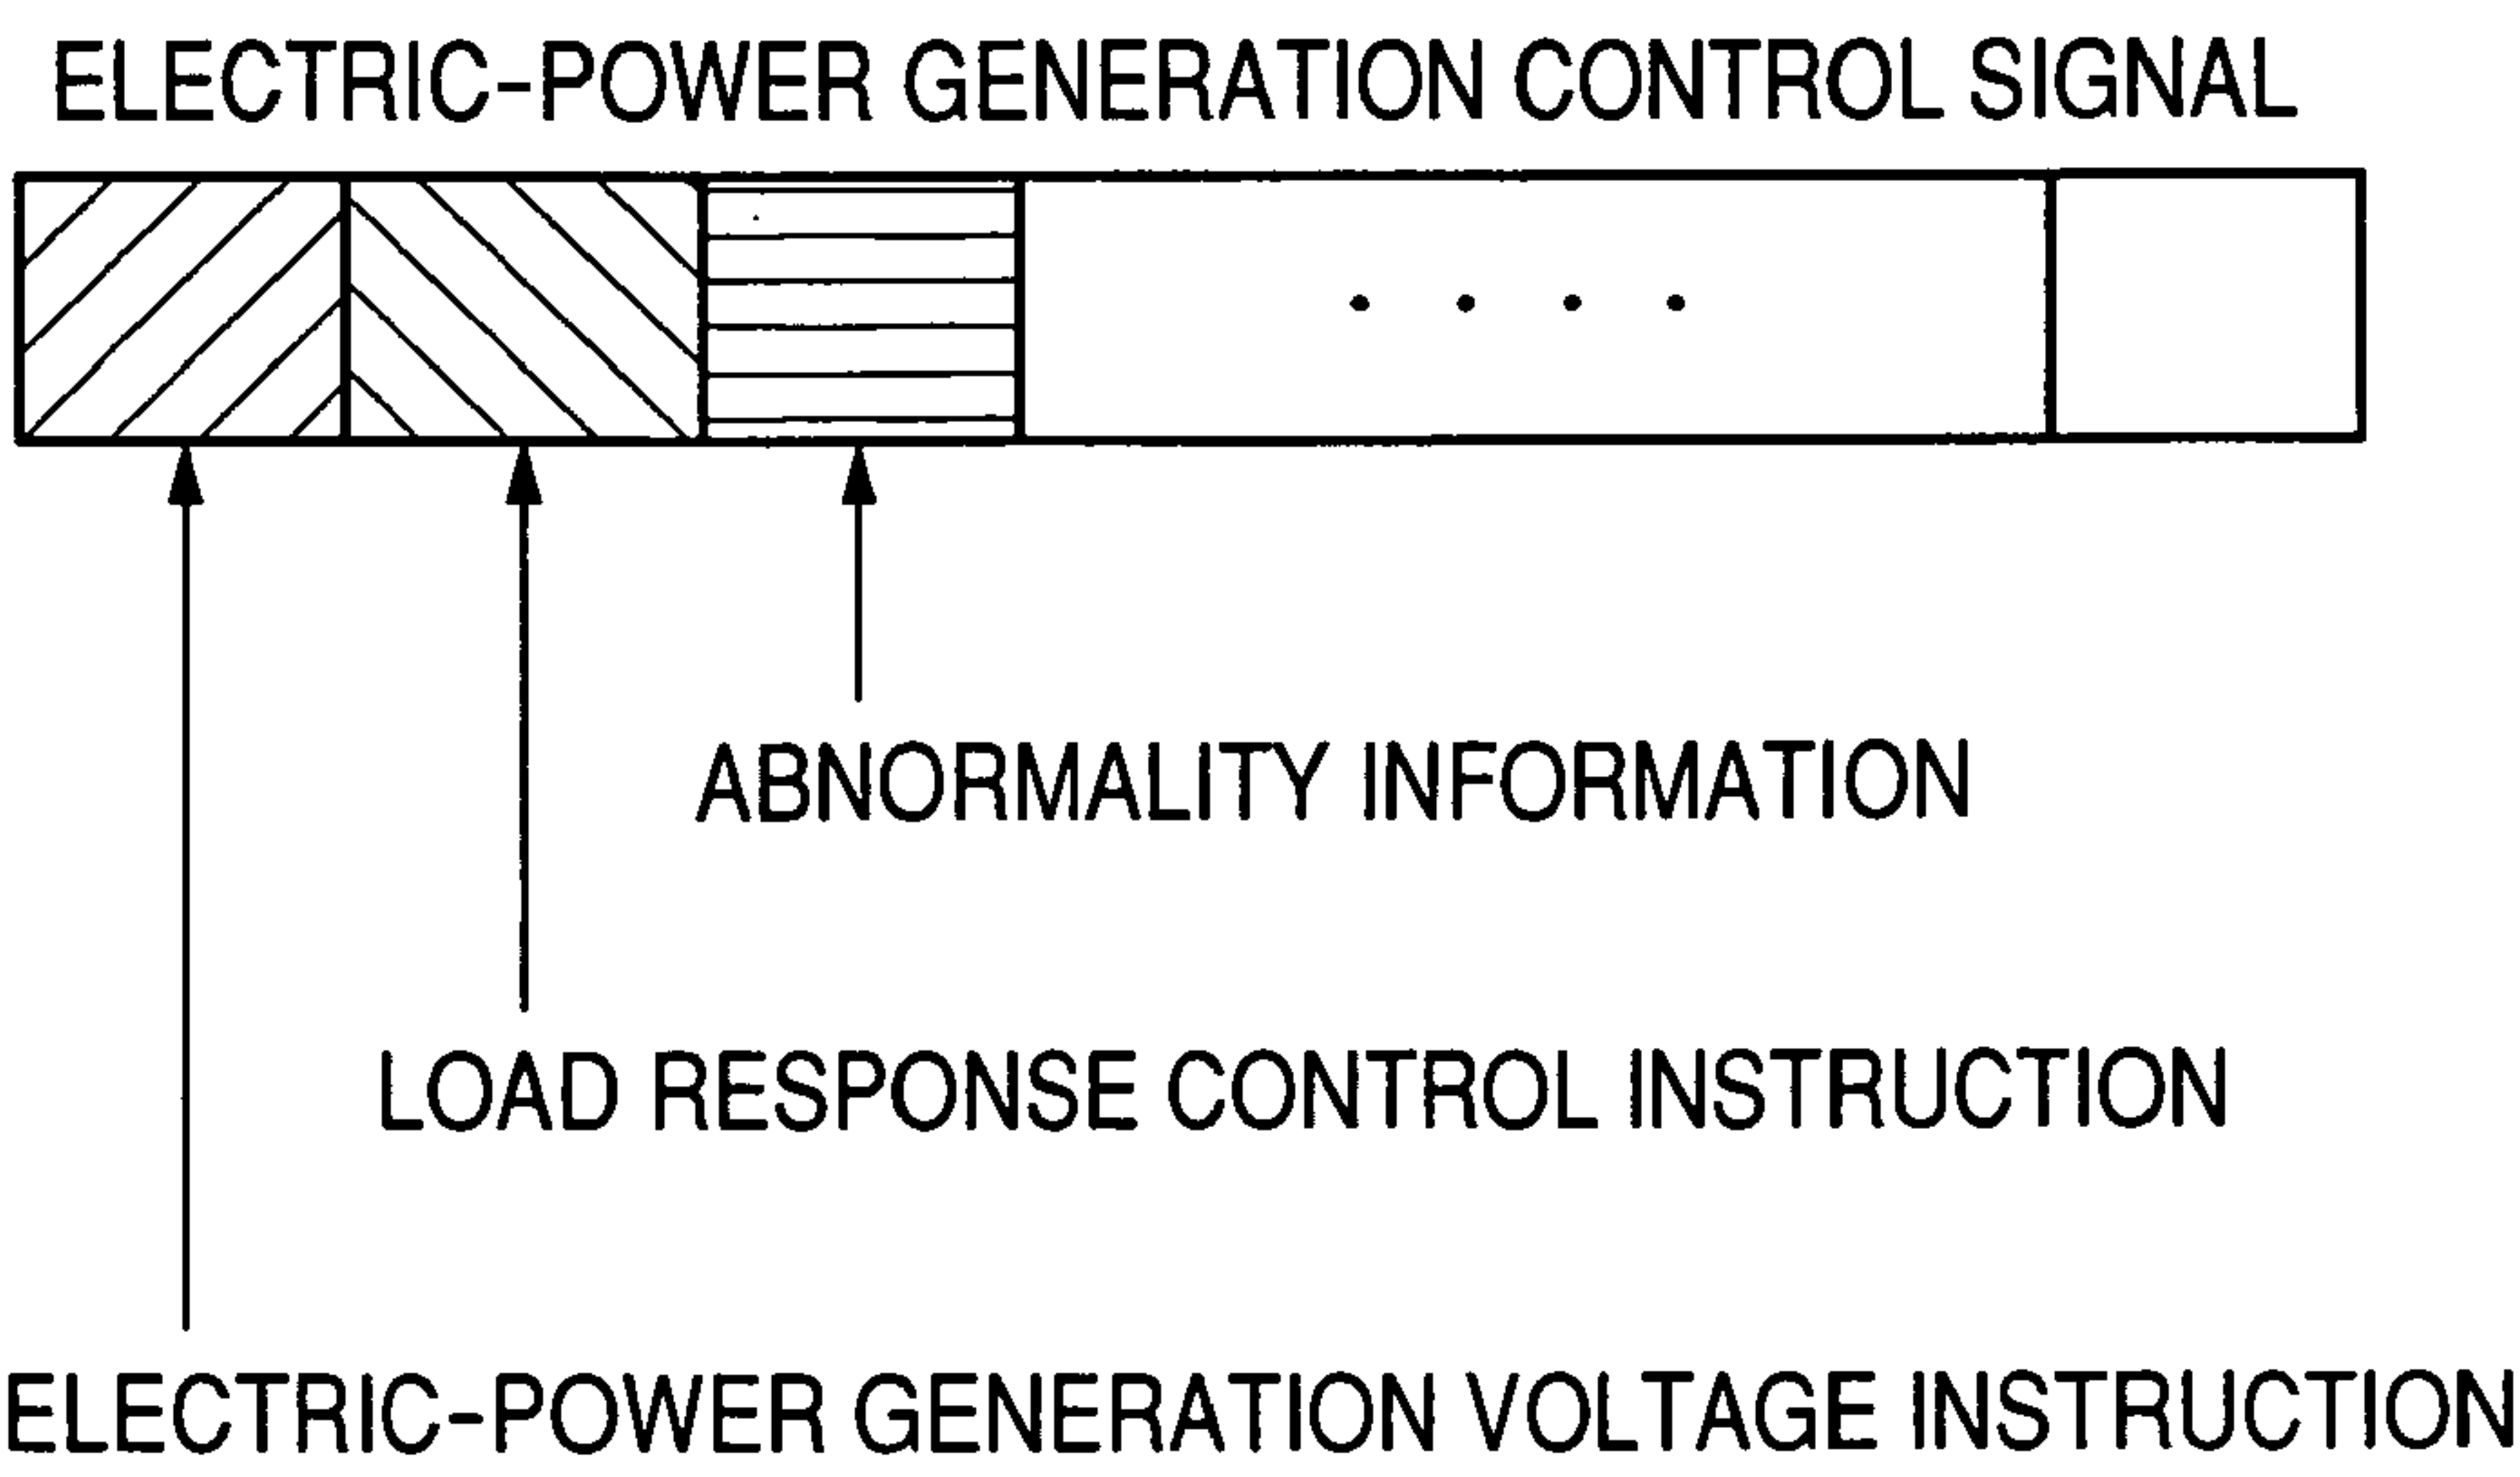 ELECTRIC-POWER GENERATION CONTROL SIGNAL
ABNORMALITY INFORMATION
LOAD RESPONSE CONTROL INSTRUCTION
ELECTRIC-POWER GENERATION VOLTAGE INSTRUCTION